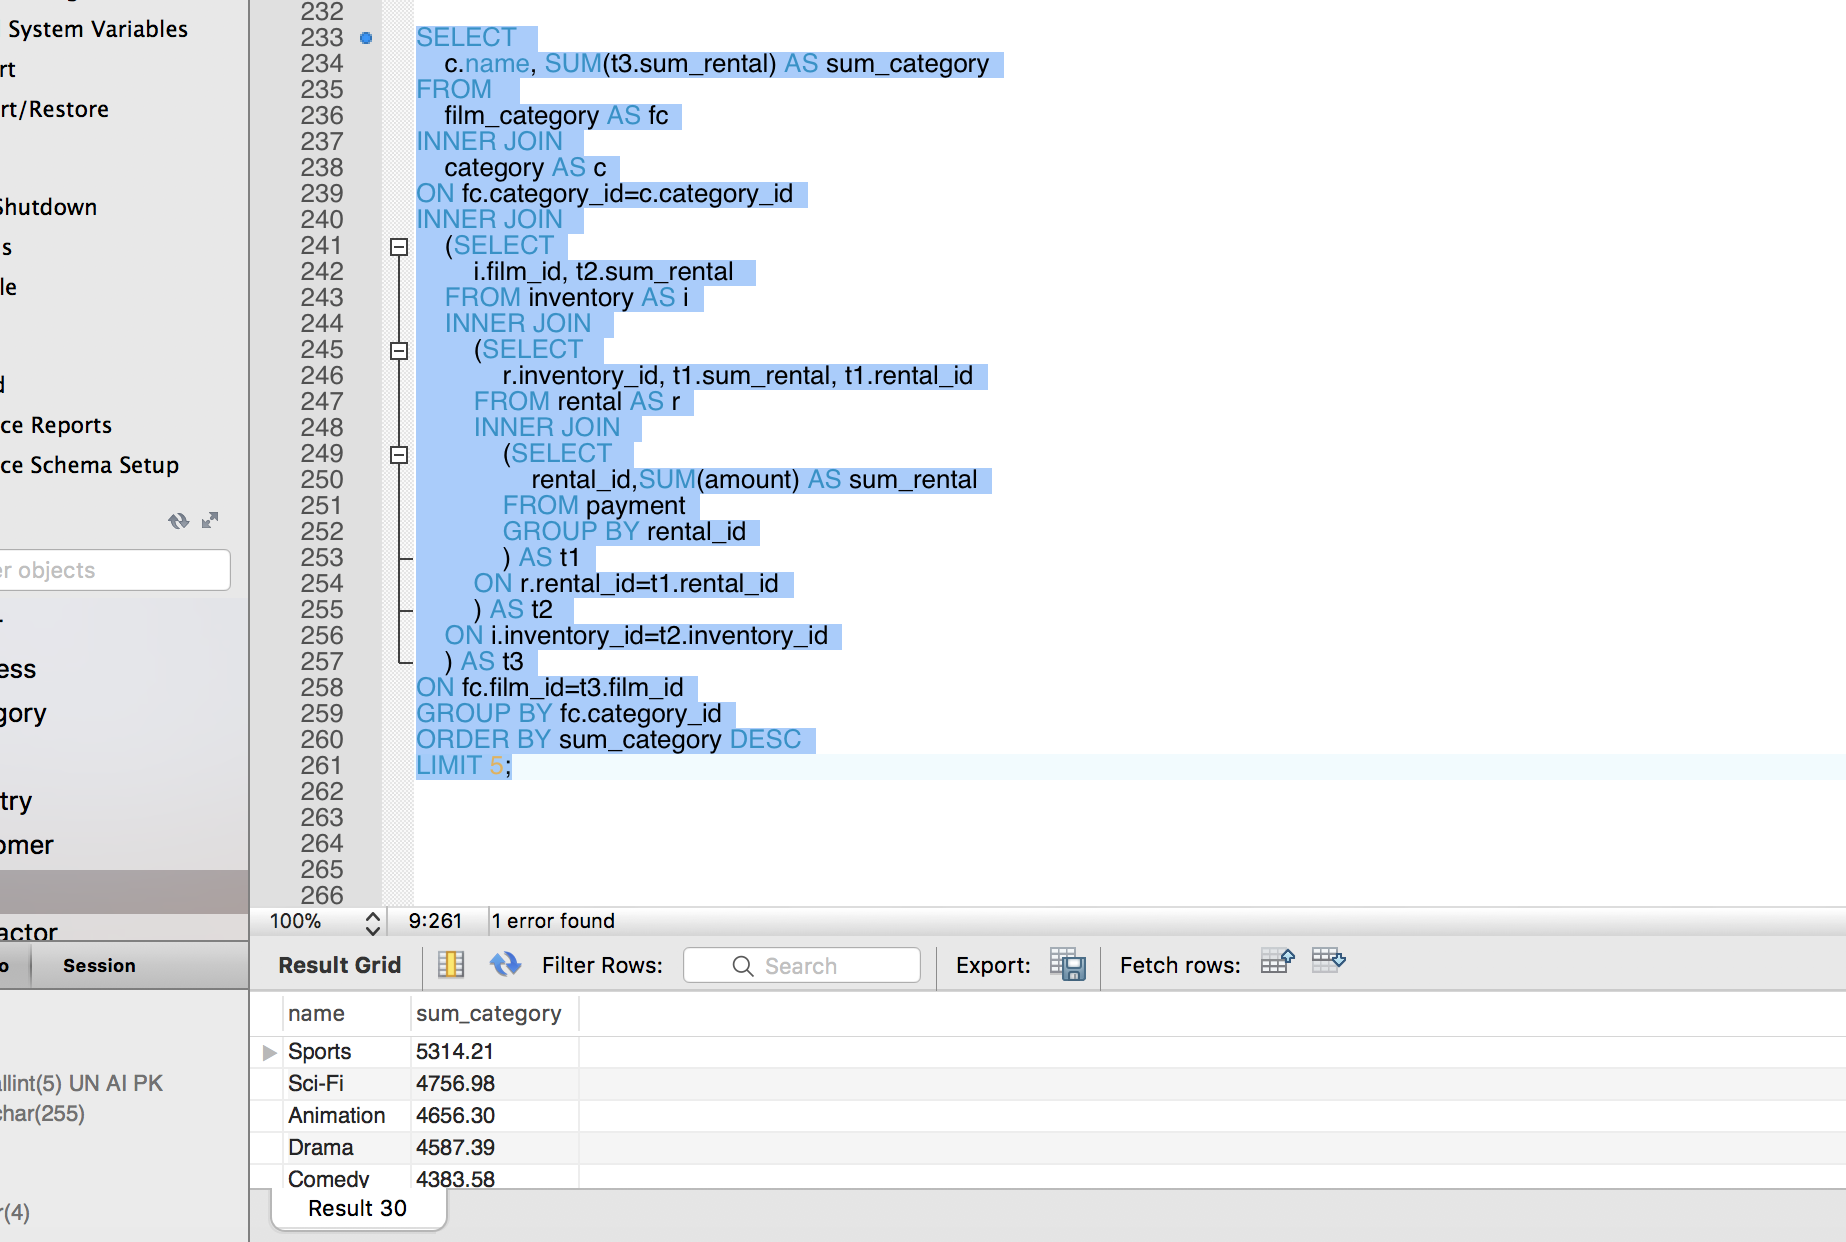 System Variables
rt
rt/Restore
Shutdown
s
le
d
ce Reports
ce Schema Setup
er objects
ess
gory
try
omer
actor
o
Session
allint(5) UN AI PK
char(255)
r(4)
232
233 SELECT
234 c.name, SUM(t3.sum_rental) AS sum_category
235 FROM
236 film_category AS fc
237 INNER JOIN
238 category AS c
239 ON fc.category_id=c.category_id
240 INNER JOIN
241 (SELECT
242 i.film_id, t2.sum_rental
243 FROM inventory AS i
244 INNER JOIN
245 (SELECT
246 r.inventory_id, t1.sum_rental, t1.rental_id
247 FROM rental AS r
248 INNER JOIN
249 (SELECT
250 rental_id,SUM(amount) AS sum_rental
251 FROM payment
252 GROUP BY rental_id
253 ) AS t1
254 ON r.rental_id=t1.rental_id
255 ) AS t2
256 ON i.inventory_id=t2.inventory_id
257 ) AS t3
258 ON fc.film_id=t3.film_id
259 GROUP BY fc.category_id
260 ORDER BY sum_category DESC
261 LIMIT 5;
262
263
264
265
266
100% 9:261 1 error found
Result Grid Filter Rows: Search Export: Fetch rows:
name sum_category
Sports 5314.21
Sci-Fi 4756.98
Animation 4656.30
Drama 4587.39
Comedy 4383.58
Result 30